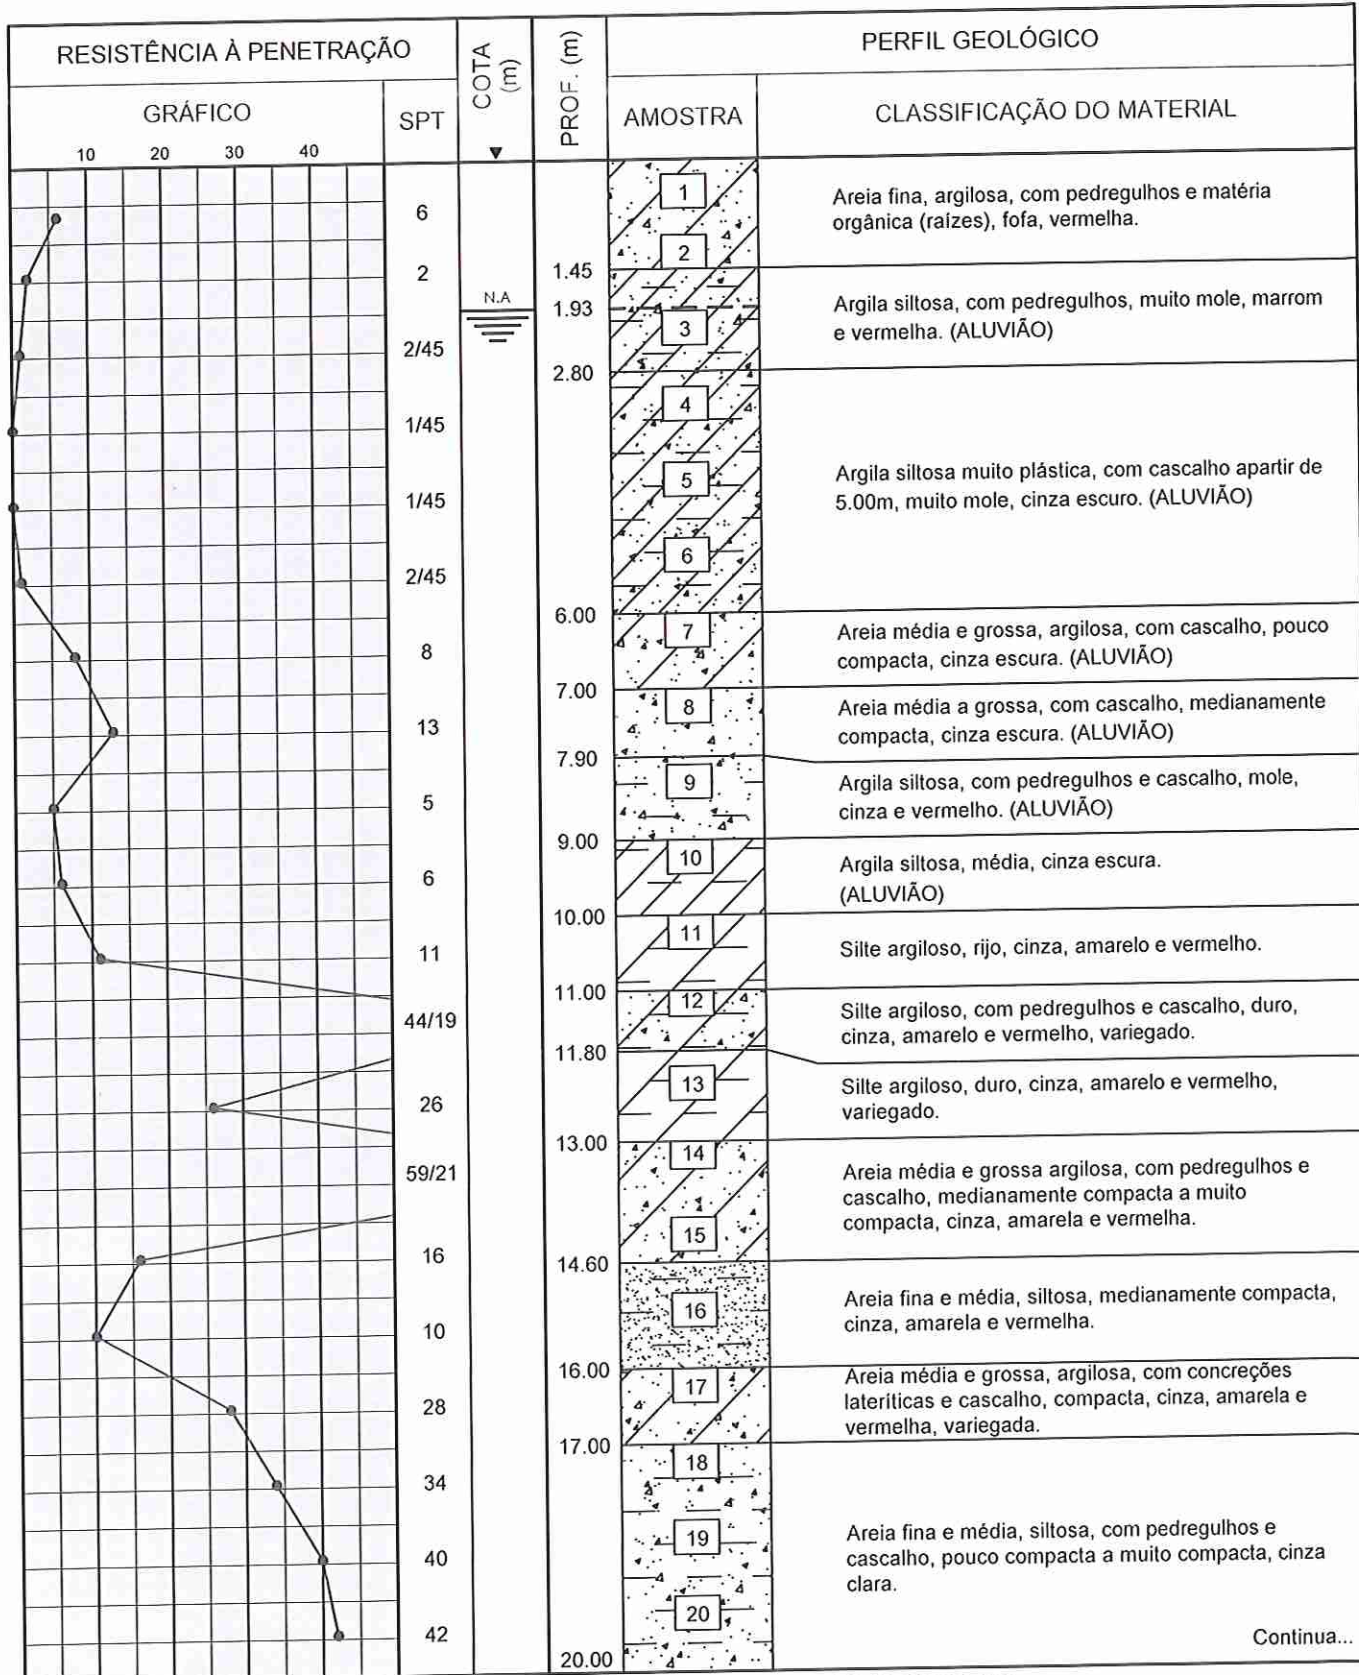 RESISTÊNCIA À PENETRAÇÃO
COTA (m)
PROF. (m)
PERFIL GEOLÓGICO
GRÁFICO
SPT
AMOSTRA
CLASSIFICAÇÃO DO MATERIAL
10 20 30 40
6
1
Areia fina, argilosa, com pedregulhos e matéria
orgânica (raízes), fofa, vermelha.
2
2
1.45
N.A
1.93
3
Argila siltosa, com pedregulhos, muito mole, marrom
e vermelha. (ALUVIÃO)
2/45
2.80
4
1/45
5
Argila siltosa muito plástica, com cascalho apartir de
5.00m, muito mole, cinza escuro. (ALUVIÃO)
1/45
6
2/45
6.00
7
Areia média e grossa, argilosa, com cascalho, pouco
compacta, cinza escura. (ALUVIÃO)
8
7.00
8
Areia média a grossa, com cascalho, medianamente
compacta, cinza escura. (ALUVIÃO)
13
7.90
9
Argila siltosa, com pedregulhos e cascalho, mole,
cinza e vermelho. (ALUVIÃO)
5
9.00
10
Argila siltosa, média, cinza escura.
(ALUVIÃO)
6
10.00
11
Silte argiloso, rijo, cinza, amarelo e vermelho.
11
11.00
12
Silte argiloso, com pedregulhos e cascalho, duro,
cinza, amarelo e vermelho, variegado.
44/19
11.80
13
Silte argiloso, duro, cinza, amarelo e vermelho,
variegado.
26
13.00
14
Areia média e grossa argilosa, com pedregulhos e
cascalho, medianamente compacta a muito
compacta, cinza, amarela e vermelha.
59/21
15
16
14.60
16
Areia fina e média, siltosa, medianamente compacta,
cinza, amarela e vermelha.
10
16.00
17
Areia média e grossa, argilosa, com concreções
lateríticas e cascalho, compacta, cinza, amarela e
vermelha, variegada.
28
17.00
18
34
19
Areia fina e média, siltosa, com pedregulhos e
cascalho, pouco compacta a muito compacta, cinza
clara.
40
20
42
20.00
Continua...